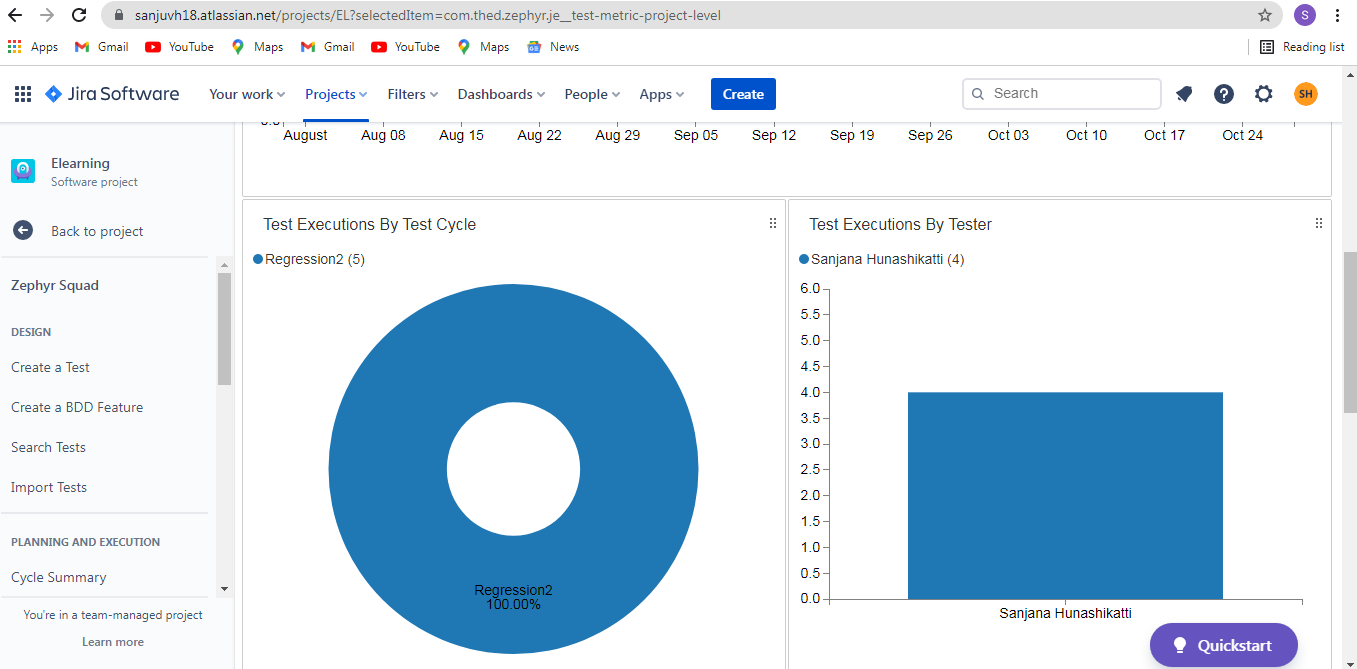 sanjuvh18.atlassian.net/projects/EL?selectedItem=com.thed.zephyr.je__test-metric-project-level
S
Apps Gmail YouTube Maps Gmail YouTube Maps News Reading list
Jira Software Your work Projects Filters Dashboards People Apps Create Search SH
August Aug 08 Aug 15 Aug 22 Aug 29 Sep 05 Sep 12 Sep 19 Sep 26 Oct 03 Oct 10 Oct 17 Oct 24
Elearning
Software project
Back to project
Zephyr Squad
DESIGN
Create a Test
Create a BDD Feature
Search Tests
Import Tests
PLANNING AND EXECUTION
Cycle Summary
You're in a team-managed project
Learn more
Test Executions By Test Cycle
Regression2 (5)
Regression2
100.00%
Test Executions By Tester
Sanjana Hunashikatti (4)
6.0
5.5
5.0
4.5
4.0
3.5
3.0
2.5
2.0
1.5
1.0
0.5
0.0
Sanjana Hunashikatti
Quickstart